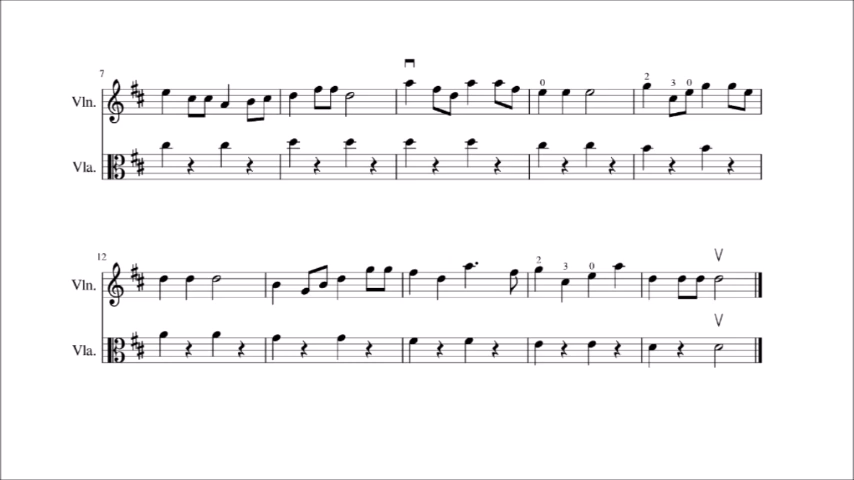 7
Vln.
0 2 3 0
Vla.
12
2 3 0
Vln.
Vla.